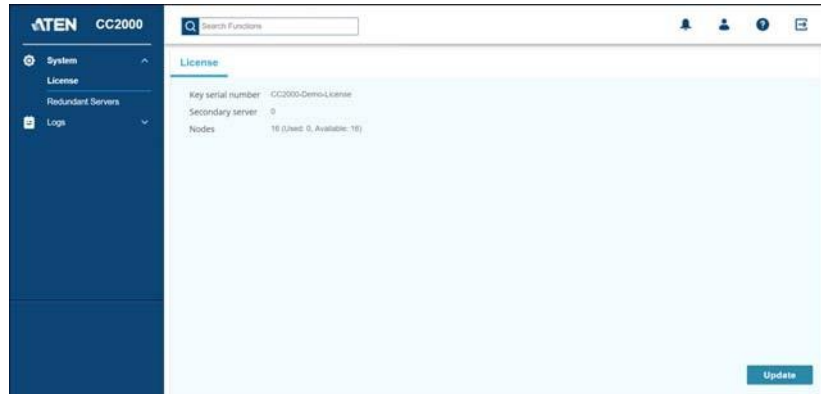 ATEN CC2000
Search Functions
System
License
Redundant Servers
Logs
License
Key serial number CC2000-Demo-License
Secondary server 0
Nodes 16 (Used: 0, Available: 16)
Update